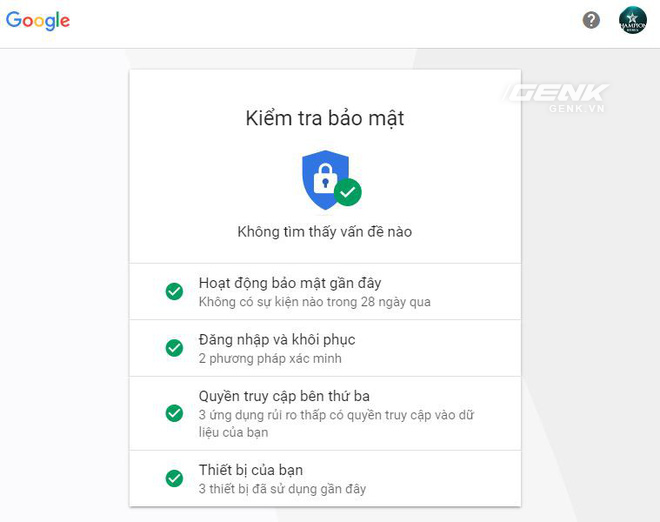 Google
GENK
GENK.VN
Kiểm tra bảo mật
Không tìm thấy vấn đề nào
Hoạt động bảo mật gần đây
Không có sự kiện nào trong 28 ngày qua
Đăng nhập và khôi phục
2 phương pháp xác minh
Quyền truy cập bên thứ ba
3 ứng dụng rủi ro thấp có quyền truy cập vào dữ
liệu của bạn
Thiết bị của bạn
3 thiết bị đã sử dụng gần đây